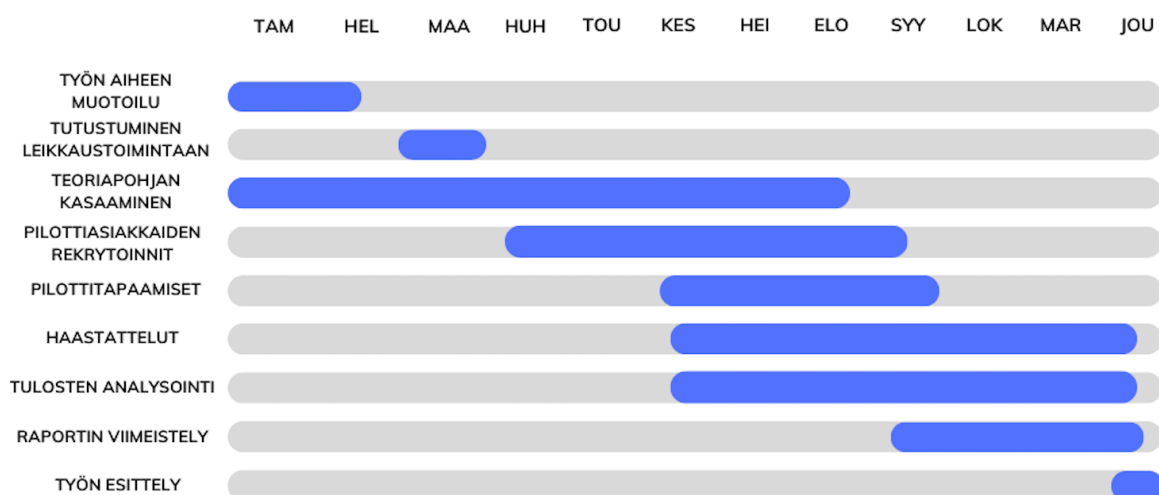 TAM HEL MAA HUH TOU KES HEI ELO SYY LOK MAR JOU
TYÖN AIHEEN
MUOTOILU
TUTUSTUMINEN
LEIKKAUSTOIMINTAAN
TEORIAPOHJAN
KASAAMINEN
PILOTTIASIAKKAIDEN
REKRYTOINNIT
PILOTTITAPAAMISET
HAASTATTELUT
TULOSTEN ANALYSOINTI
RAPORTIN VIIMEISTELY
TYÖN ESITTELY